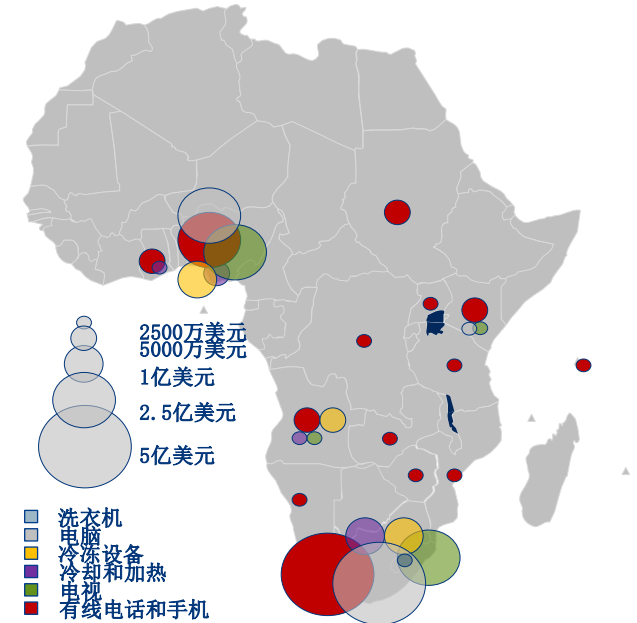 2500万美元
5000万美元
1亿美元
2.5亿美元
5亿美元
洗衣机
电脑
冷冻设备
冷却和加热
电视
有线电话和手机